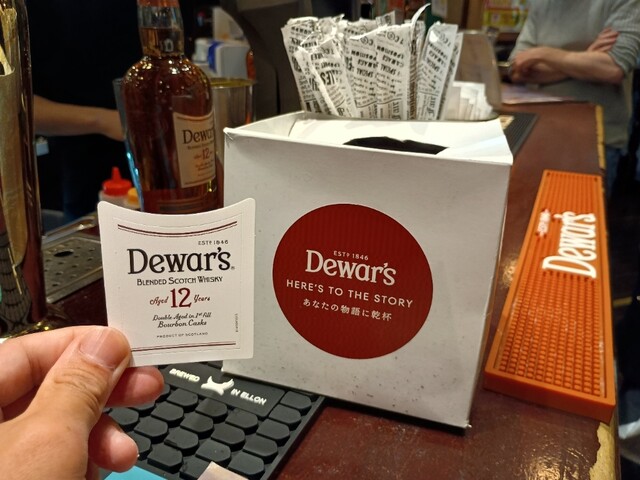 Dewar's
12
ESTD 1846
Dewar's
BLENDED SCOTCH WHISKY
Aged 12 Years
Double Aged in 1st Fill
Bourbon Casks
PRODUCT OF SCOTLAND
ESTD 1846
Dewar's
HERE'S TO THE STORY
あなたの物語に乾杯
Dewar's
BREWED IN ELLON